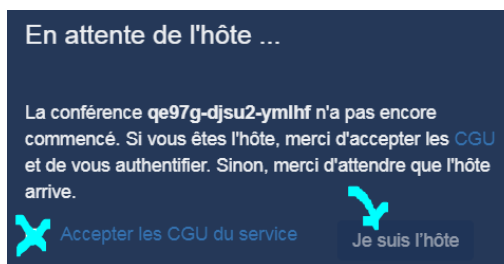 En attente de l'hôte ...
La conférence qe97g-djsu2-ymlhf n'a pas encore
commencé. Si vous êtes l'hôte, merci d'accepter les CGU
et de vous authentifier. Sinon, merci d'attendre que l'hôte
arrive.
Accepter les CGU du service
Je suis l'hôte